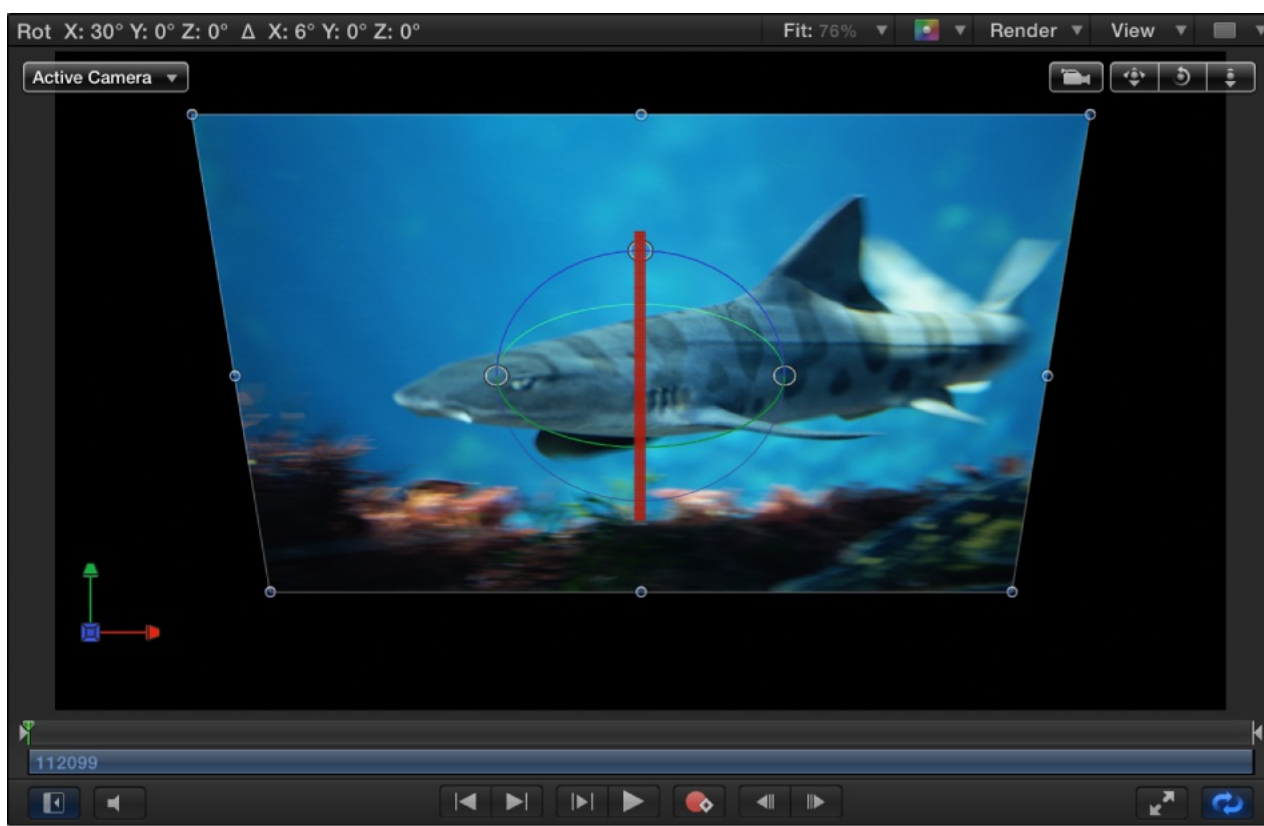 Rot X: 30° Y: 0° Z: 0° Δ X: 6° Y: 0° Z: 0° Fit: 76% Render View
Active Camera
112099